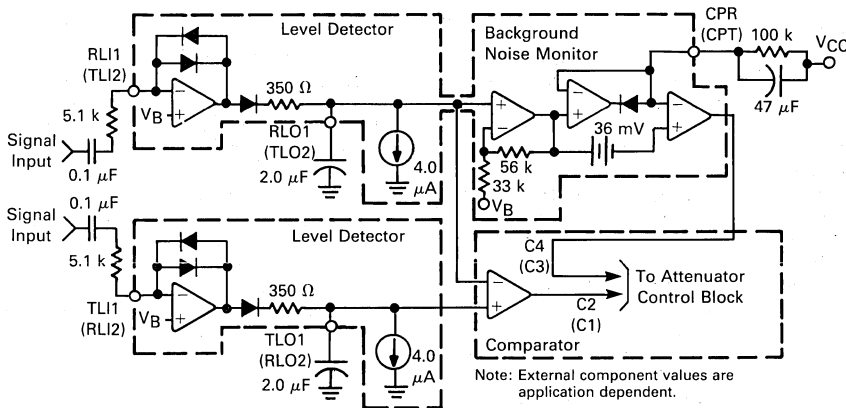 Level Detector
Background
Noise Monitor
CPR
(CPT)
100 k
VCC
47 μF
RLI1
(TLI2)
5.1 k
VB
350 Ω
RLO1
(TLO2)
2.0 μF
4.0
μA
36 mV
56 k
33 k
VB
Signal
Input
0.1 μF
0.1 μF
Signal
Input
5.1 k
Level Detector
350 Ω
TLI1
(RLI2)
VB
TLO1
(RLO2)
2.0 μF
4.0
μA
C4
(C3)
To Attenuator
Control Block
C2
(C1)
Comparator
Note: External component values are
application dependent.